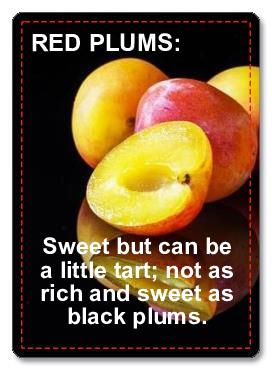 RED PLUMS:
Sweet but can be
a little tart; not as
rich and sweet as
black plums.